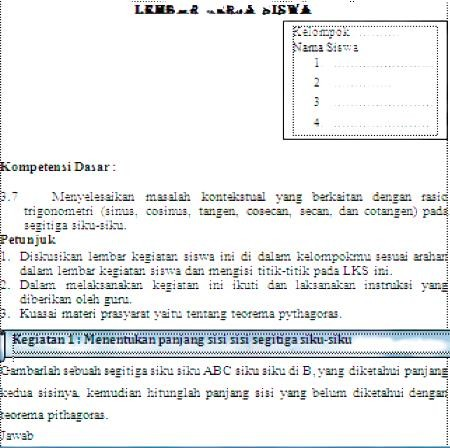 LEMBAR KERJA SISWA
Kelompok ..........
Nama Siswa
1. ..........................
2. ...............
3. ..........................
4. ..........................
Kompetensi Dasar :
3.7 Menyelesaikan masalah kontekstual yang berkaitan dengan rasio
trigonometri (sinus, cosinus, tangen, cosecan, secan, dan cotangen) pada
segitiga siku-siku.
Petunjuk
1. Diskusikan lembar kegiatan siswa ini di dalam kelompokmu sesuai arahan
dalam lembar kegiatan siswa dan mengisi titik-titik pada LKS ini.
2. Dalam melaksanakan kegiatan ini ikuti dan laksanakan instruksi yang
diberikan oleh guru.
3. Kuasai materi prasyarat yaitu tentang teorema pythagoras.
Kegiatan 1 : Menentukan panjang sisi sisi segitiga siku-siku
Gambarlah sebuah segitiga siku siku ABC siku siku di B, yang diketahui panjang
kedua sisinya, kemudian hitunglah panjang sisi yang belum diketahui dengan
teorema pithagoras.
Jawab